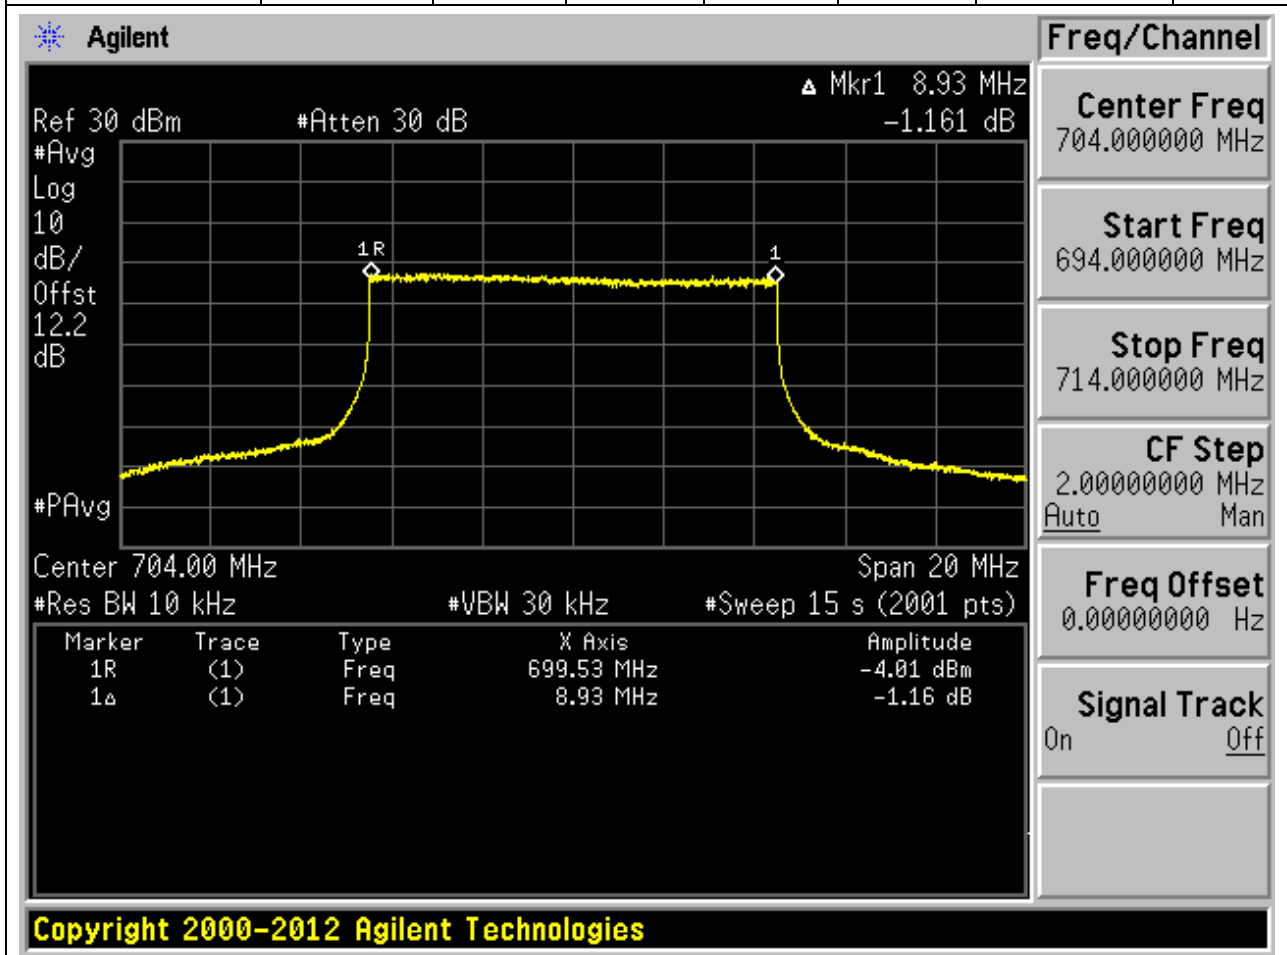 Agilent
Freq/Channel
Δ Mkr1 8.93 MHz
Ref 30 dBm #Atten 30 dB -1.161 dB
#Avg
Log
10
dB/
Offst
12.2
dB
#PAvg
1R
1
Center 704.00 MHz Span 20 MHz
#Res BW 10 kHz #VBW 30 kHz #Sweep 15 s (2001 pts)
Marker Trace Type X Axis Amplitude
1R (1) Freq 699.53 MHz -4.01 dBm
1Δ (1) Freq 8.93 MHz -1.16 dB
Center Freq
704.000000 MHz
Start Freq
694.000000 MHz
Stop Freq
714.000000 MHz
CF Step
2.00000000 MHz
Auto Man
Freq Offset
0.00000000 Hz
Signal Track
On Off
Copyright 2000-2012 Agilent Technologies